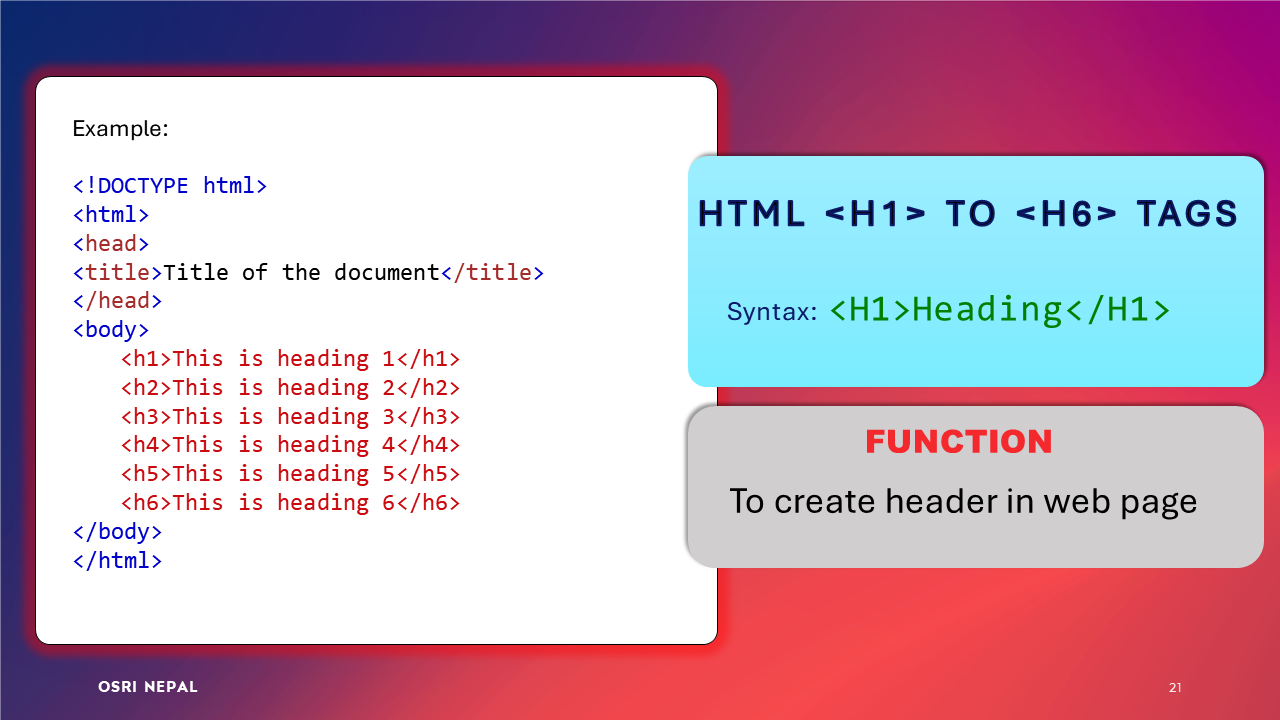 Example:
<!DOCTYPE html>
<html>
<head>
<title>Title of the document</title>
</head>
<body>
<h1>This is heading 1</h1>
<h2>This is heading 2</h2>
<h3>This is heading 3</h3>
<h4>This is heading 4</h4>
<h5>This is heading 5</h5>
<h6>This is heading 6</h6>
</body>
</html>
HTML <H1> TO <H6> TAGS
Syntax: <H1>Heading</H1>
FUNCTION
To create header in web page
OSRI NEPAL
21